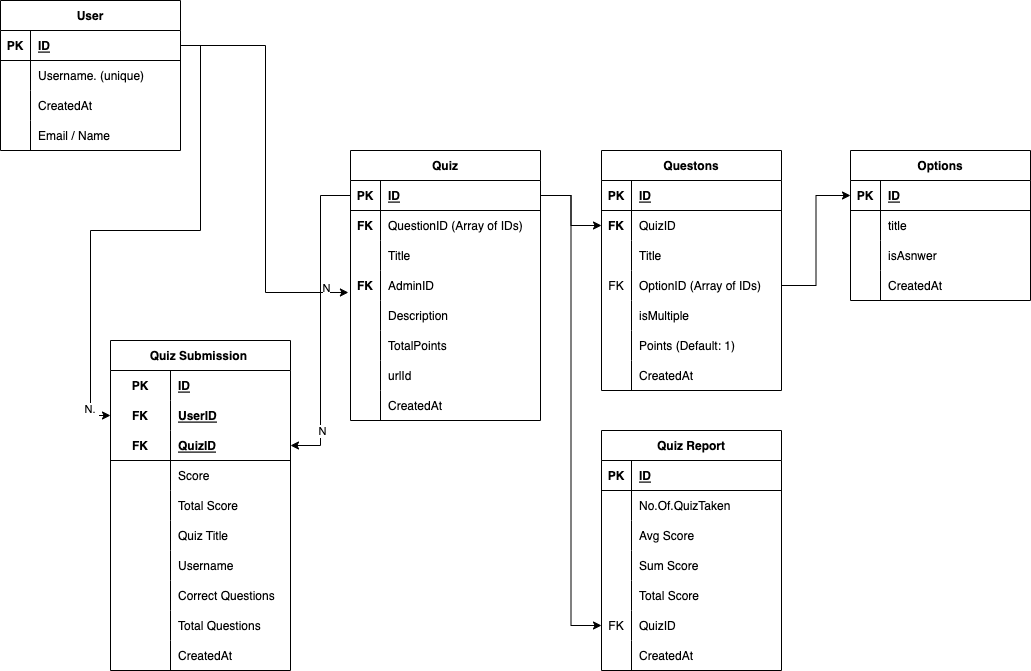 User
PK ID
Username. (unique)
CreatedAt
Email / Name
Quiz
PK ID
FK QuestionID (Array of IDs)
Title
FK AdminID
N
Description
TotalPoints
urlId
CreatedAt
Questons
PK ID
FK QuizID
Title
FK OptionID (Array of IDs)
isMultiple
Points (Default: 1)
CreatedAt
Options
PK ID
title
isAsnwer
CreatedAt
Quiz Submission
PK ID
N. FK UserID
FK QuizID N
Score
Total Score
Quiz Title
Username
Correct Questions
Total Questions
CreatedAt
Quiz Report
PK ID
No.Of.QuizTaken
Avg Score
Sum Score
Total Score
FK QuizID
CreatedAt